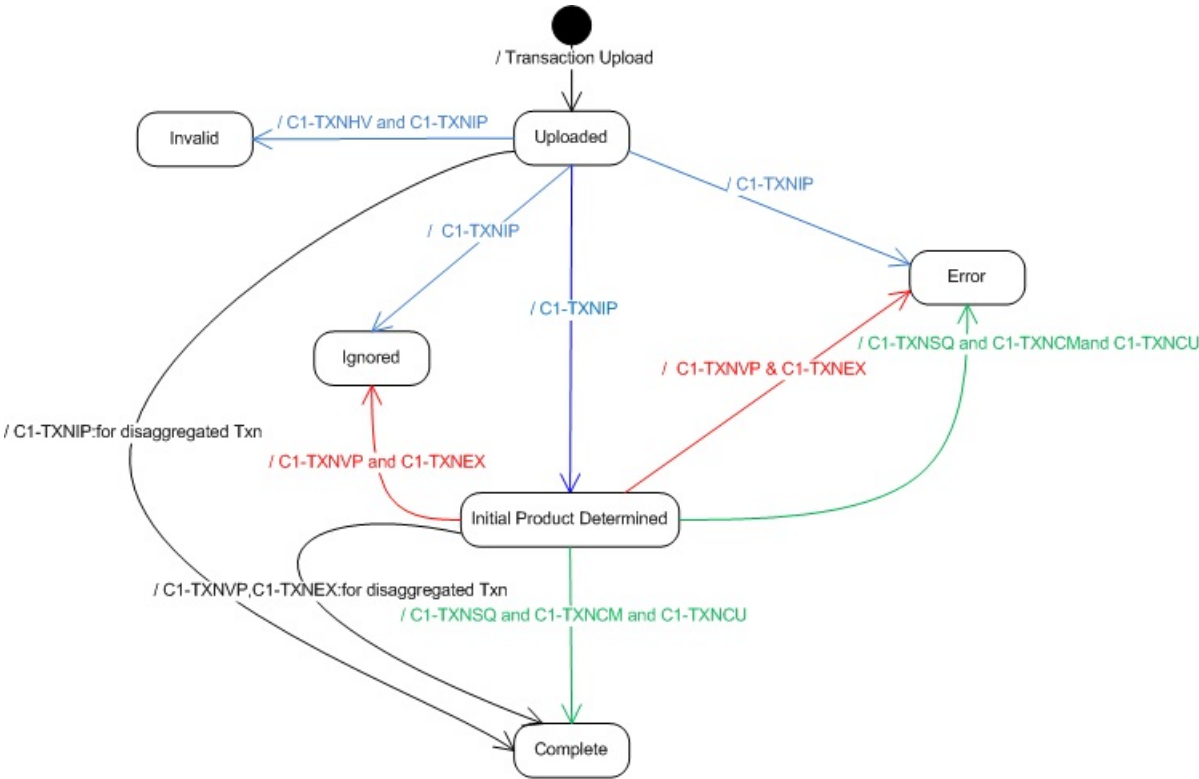 / Transaction Upload
Invalid
/ C1-TXNHV and C1-TXNIP
Uploaded
/ C1-TXNIP
/ C1-TXNIP
Error
/ C1-TXNIP
/ C1-TXNSQ and C1-TXNCMand C1-TXNCU
Ignored
/ C1-TXNVP & C1-TXNEX
/ C1-TXNIP:for disaggregated Txn
/ C1-TXNVP and C1-TXNEX
Initial Product Determined
/ C1-TXNVP,C1-TXNEX:for disaggregated Txn
/ C1-TXNSQ and C1-TXNCM and C1-TXNCU
Complete